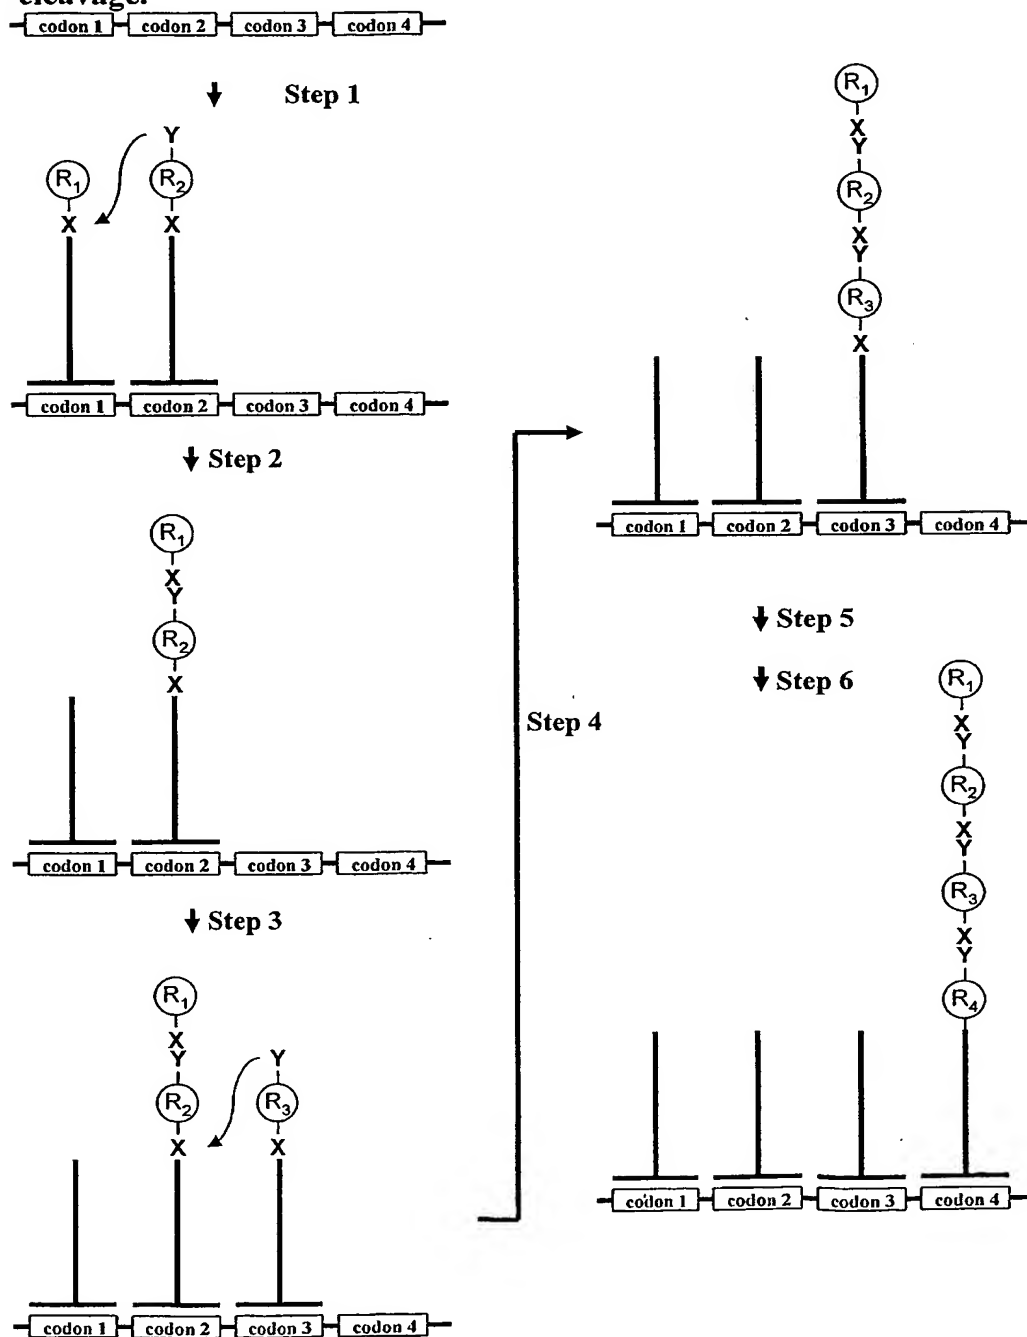 cleavage.
codon 1 codon 2 codon 3 codon 4
Step 1
Y
R1 R2
X X
codon 1 codon 2 codon 3 codon 4
Step 2
R1
X
Y
R2
X
codon 1 codon 2 codon 3 codon 4
Step 3
R1
X
Y Y
R2 R3
X X
codon 1 codon 2 codon 3 codon 4
Step 4
R1
X
Y
R2
X
Y
R3
X
codon 1 codon 2 codon 3 codon 4
Step 5
Step 6
R1
X
Y
R2
X
Y
R3
X
Y
R4
codon 1 codon 2 codon 3 codon 4